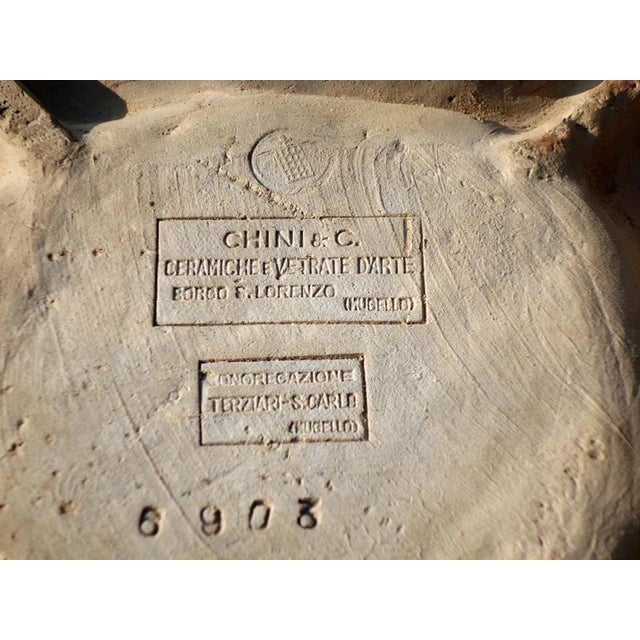 CHINI & C.
CERAMICHE E VETRATE D'ARTE
BORGO S. LORENZO (MUGELLO)
CONGREGAZIONE
TERZIARI-S. CARLO
(MUGELLO)
6903